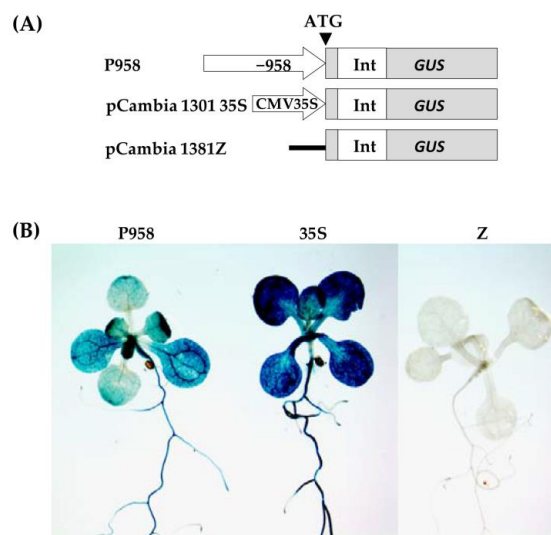 (A)
ATG
P958
−958
Int
GUS
pCambia 1301 35S
CMV35S
Int
GUS
pCambia 1381Z
Int
GUS
(B)
P958
35S
Z